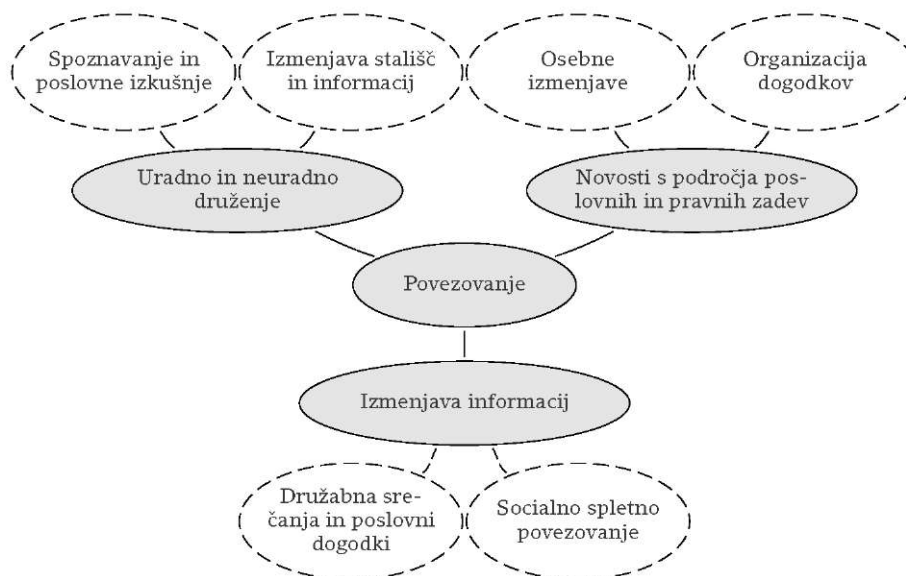 Spoznavanje in
poslovne izkušnje
Izmenjava stališč
in informacij
Osebne
izmenjave
Organizacija
dogodkov
Uradno in neuradno
druženje
Novosti s področja pos-
lovnih in pravnih zadev
Povezovanje
Izmenjava informacij
Družabna sre-
čanja in poslovni
dogodki
Socialno spletno
povezovanje